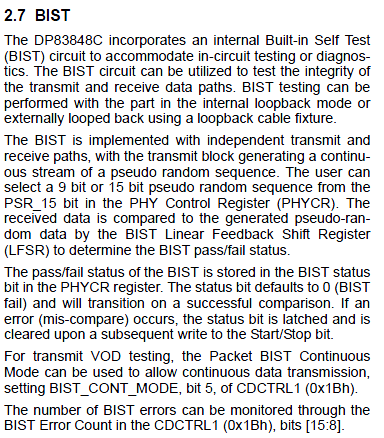 2.7 BIST
The DP83848C incorporates an internal Built-in Self Test
(BIST) circuit to accommodate in-circuit testing or diagnos-
tics. The BIST circuit can be utilized to test the integrity of
the transmit and receive data paths. BIST testing can be
performed with the part in the internal loopback mode or
externally looped back using a loopback cable fixture.
The BIST is implemented with independent transmit and
receive paths, with the transmit block generating a continu-
ous stream of a pseudo random sequence. The user can
select a 9 bit or 15 bit pseudo random sequence from the
PSR_15 bit in the PHY Control Register (PHYCR). The
received data is compared to the generated pseudo-ran-
dom data by the BIST Linear Feedback Shift Register
(LFSR) to determine the BIST pass/fail status.
The pass/fail status of the BIST is stored in the BIST status
bit in the PHYCR register. The status bit defaults to 0 (BIST
fail) and will transition on a successful comparison. If an
error (mis-compare) occurs, the status bit is latched and is
cleared upon a subsequent write to the Start/Stop bit.
For transmit VOD testing, the Packet BIST Continuous
Mode can be used to allow continuous data transmission,
setting BIST_CONT_MODE, bit 5, of CDCTRL1 (0x1Bh).
The number of BIST errors can be monitored through the
BIST Error Count in the CDCTRL1 (0x1Bh), bits [15:8].